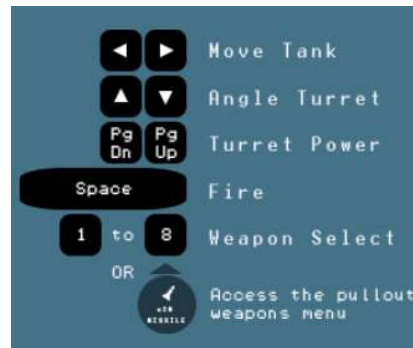 Move Tank
Angle Turret
Pg Dn Pg Up Turret Power
Space Fire
1 to 8 Weapon Select
OR
MISSILE
Access the pullout
weapons menu